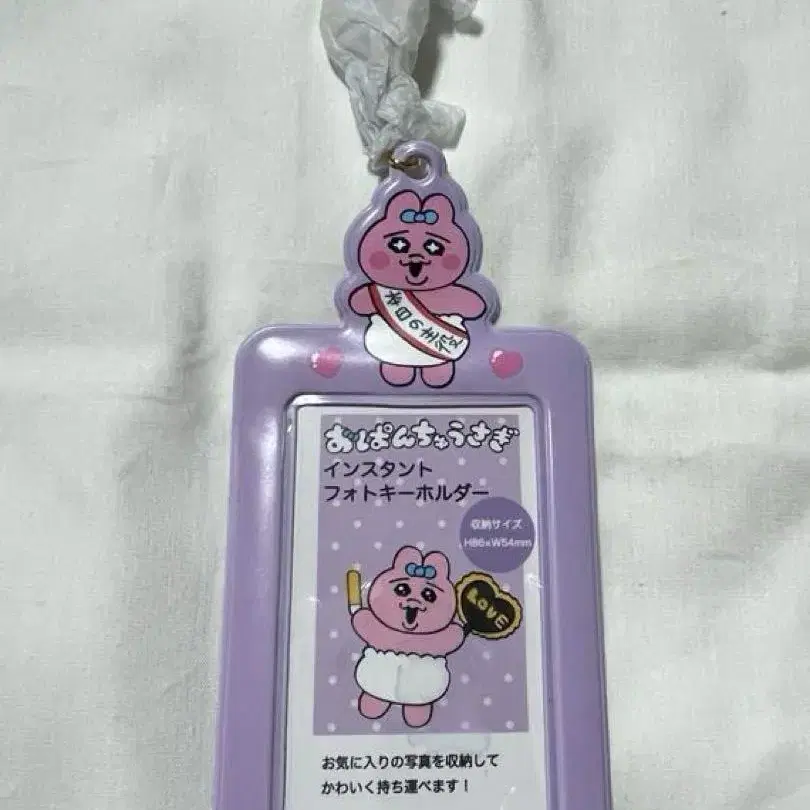 本日の主役
おぱんちゅうさぎ
インスタント
フォトキーホルダー
収納サイズ
H86×W54mm
LOVE
お気に入りの写真を収納して
かわいく持ち運べます！